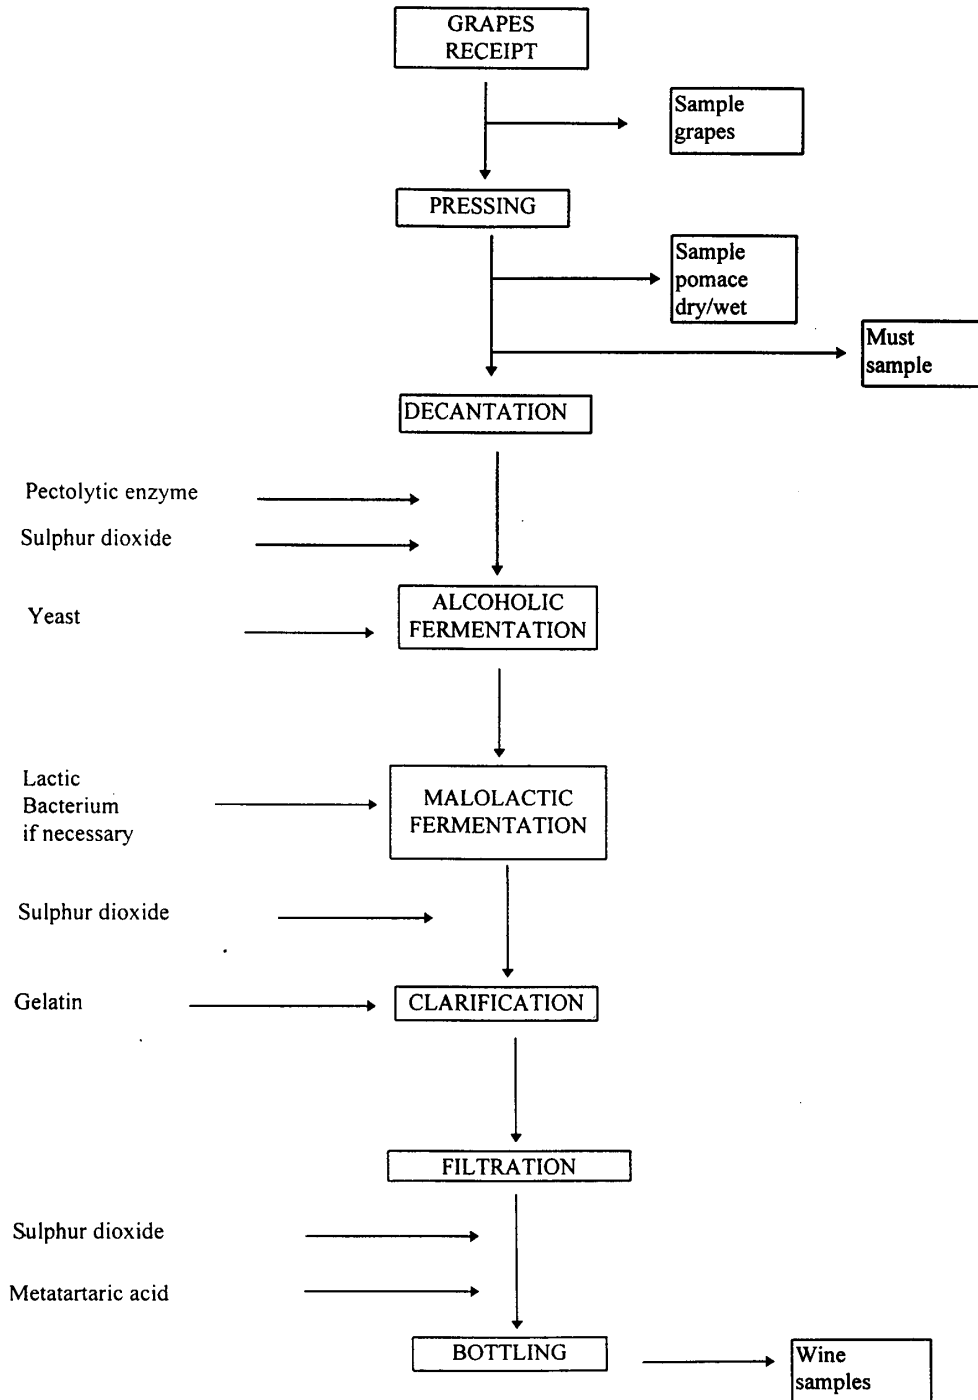 GRAPES
RECEIPT
Sample
grapes
PRESSING
Sample
pomace
dry/wet
Must
sample
DECANTATION
Pectolytic enzyme
Sulphur dioxide
Yeast
ALCOHOLIC
FERMENTATION
Lactic
Bacterium
if necessary
MALOLACTIC
FERMENTATION
Sulphur dioxide
Gelatin
CLARIFICATION
FILTRATION
Sulphur dioxide
Metatartaric acid
BOTTLING
Wine
samples